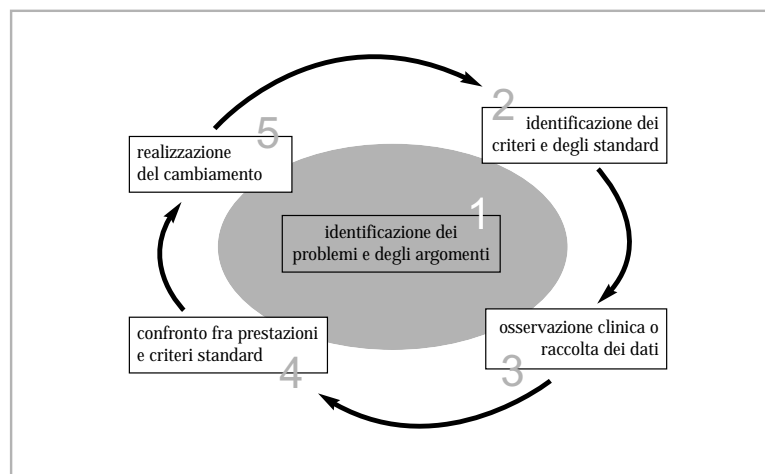 1
identificazione dei
problemi e degli argomenti
2
identificazione dei
criteri e degli standard
3
osservazione clinica o
raccolta dei dati
4
confronto fra prestazioni
e criteri standard
5
realizzazione
del cambiamento